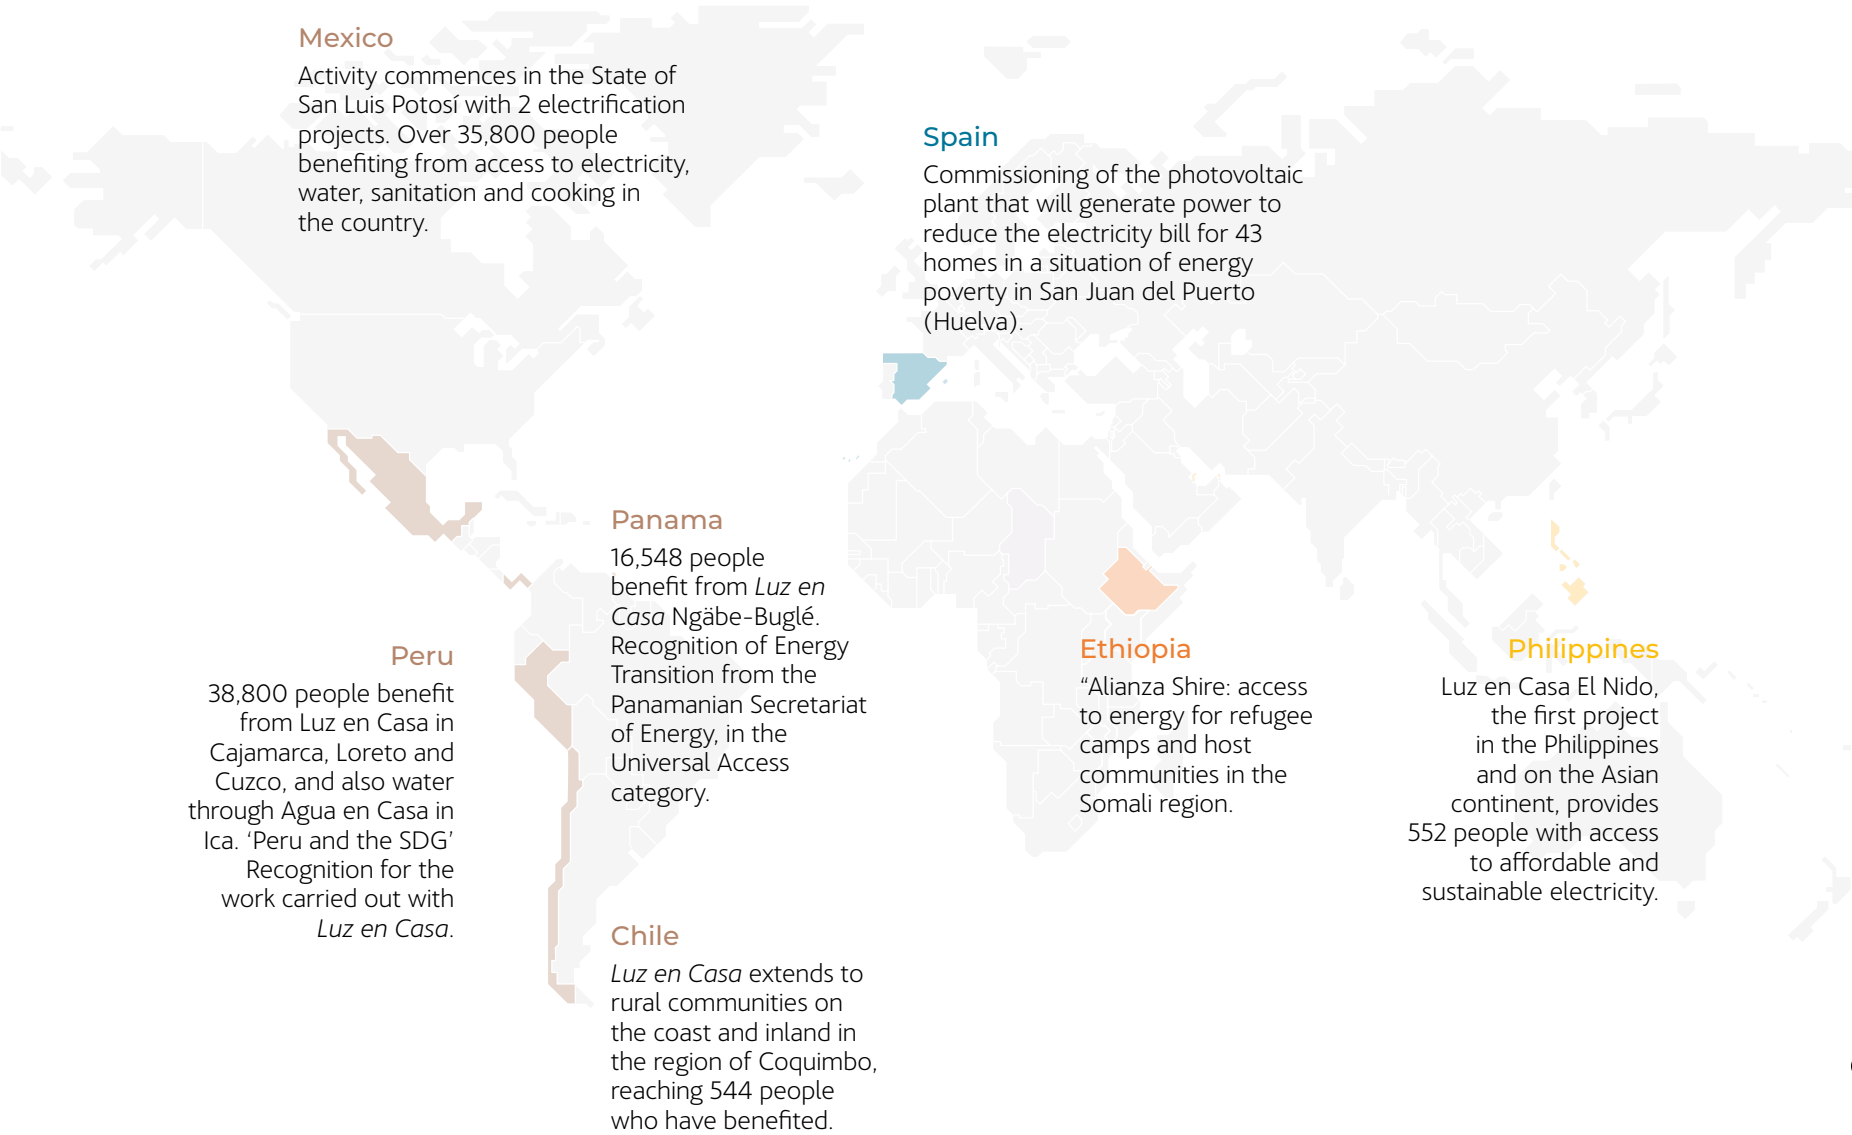 Mexico
Activity commences in the State of
San Luis Potosí with 2 electrification
projects. Over 35,800 people
benefiting from access to electricity,
water, sanitation and cooking in
the country.
Spain
Commissioning of the photovoltaic
plant that will generate power to
reduce the electricity bill for 43
homes in a situation of energy
poverty in San Juan del Puerto
(Huelva).
Panama
16,548 people
benefit from Luz en
Casa Ngäbe-Buglé.
Recognition of Energy
Transition from the
Panamanian Secretariat
of Energy, in the
Universal Access
category.
Peru
38,800 people benefit
from Luz en Casa in
Cajamarca, Loreto and
Cuzco, and also water
through Agua en Casa in
Ica. ‘Peru and the SDG’
Recognition for the
work carried out with
Luz en Casa.
Ethiopia
“Alianza Shire: access
to energy for refugee
camps and host
communities in the
Somali region.
Philippines
Luz en Casa El Nido,
the first project
in the Philippines
and on the Asian
continent, provides
552 people with access
to affordable and
sustainable electricity.
Chile
Luz en Casa extends to
rural communities on
the coast and inland in
the region of Coquimbo,
reaching 544 people
who have benefited.